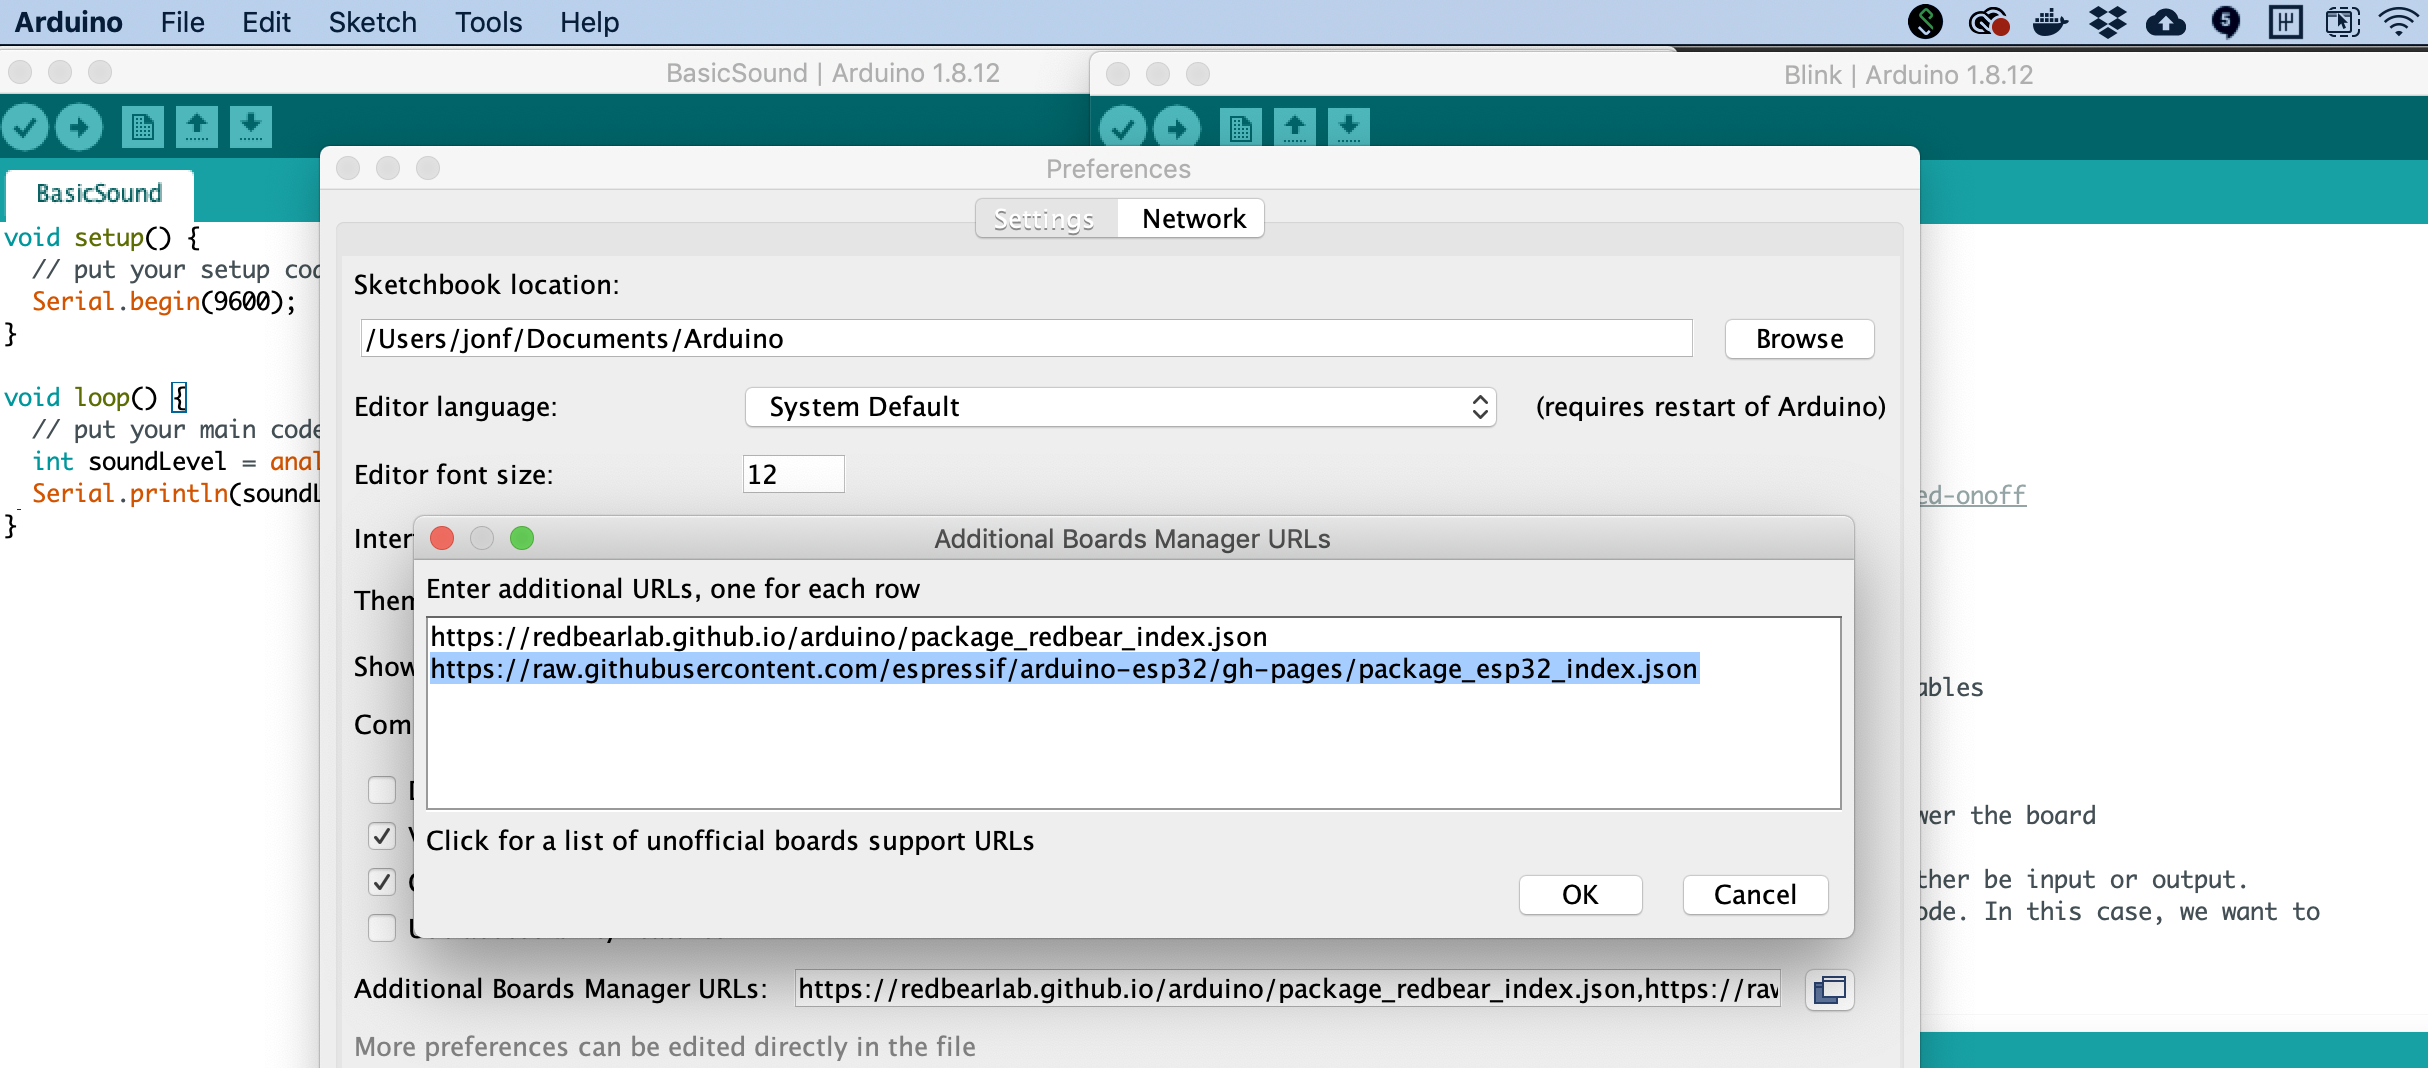 Arduino File Edit Sketch Tools Help
5
BasicSound | Arduino 1.8.12
Blink | Arduino 1.8.12
BasicSound
void setup() {
// put your setup
Serial.begin(9600);
}
void loop() {
// put your main code
int soundLevel =
Serial.println(
}
Preferences
Settings Network
Sketchbook location:
/Users/jonf/Documents/Arduino
Browse
Editor language:
System Default
(requires restart of Arduino)
Editor font size:
12
Additional Boards Manager URLs
Enter additional URLs, one for each row
https://redbearlab.github.io/arduino/package_redbear_index.json
https://raw.githubusercontent.com/espressif/arduino-esp32/gh-pages/package_esp32_index.json
Click for a list of unofficial boards support URLs
OK Cancel
Show
Additional Boards Manager URLs:
https://redbearlab.github.io/arduino/package_redbear_index.json,https://raw
More preferences can be edited directly in the file
ed-onoff
ables
wer the board
ther be input or output.
ode. In this case, we want to